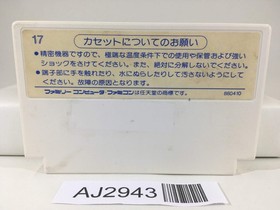 17
カセットについてのお願い
●精密機器ですので、極端な温度条件下での使用や保管および強い
ショックをさけてください。また、絶対に分解しないでください。
●端子部に手を触れたり、水にぬらしたりして汚さないようにして
ください。故障の原因となります。
ファミリーコンピュータ・ファミコンは任天堂の商標です。
880410
AJ2943